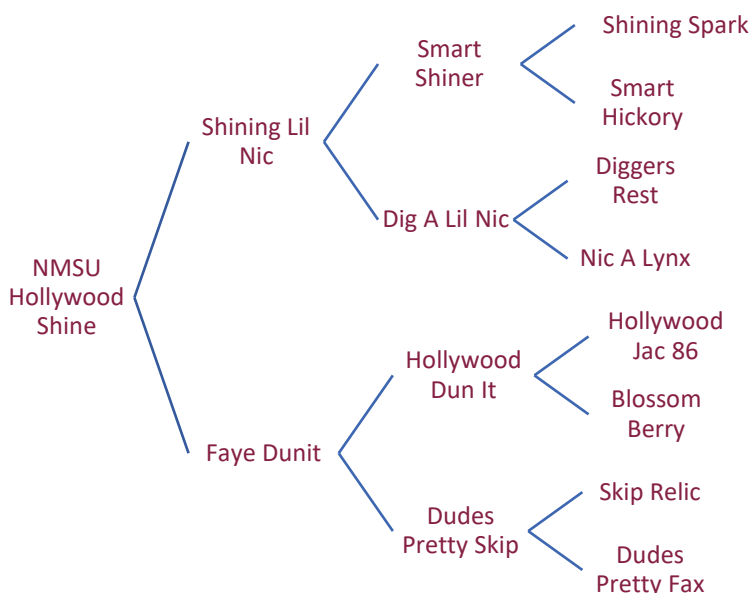 Shining Spark
Smart
Shiner
Smart
Hickory
Shining Lil
Nic
Diggers
Rest
Dig A Lil Nic
Nic A Lynx
NMSU
Hollywood
Shine
Hollywood
Jac 86
Hollywood
Dun It
Blossom
Berry
Faye Dunit
Skip Relic
Dudes
Pretty Skip
Dudes
Pretty Fax